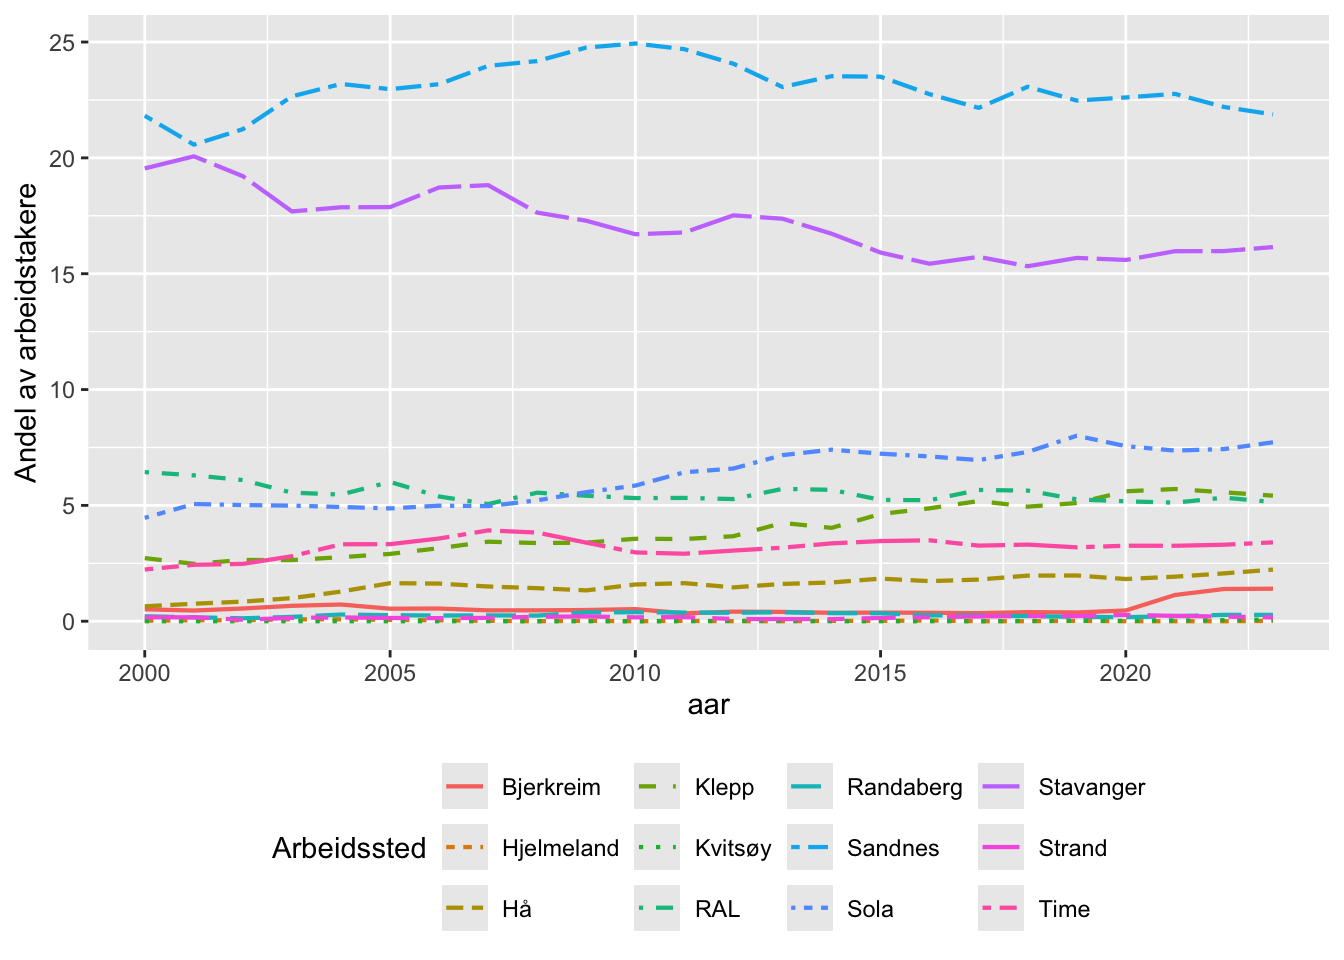 Andel av arbeidstakere
25
20
15
10
5
0
2000 2005 2010 2015 2020
aar
Arbeidssted
Bjerkreim Klepp Randaberg Stavanger
Hjelmeland Kvitsøy Sandnes Strand
Hå RAL Sola Time